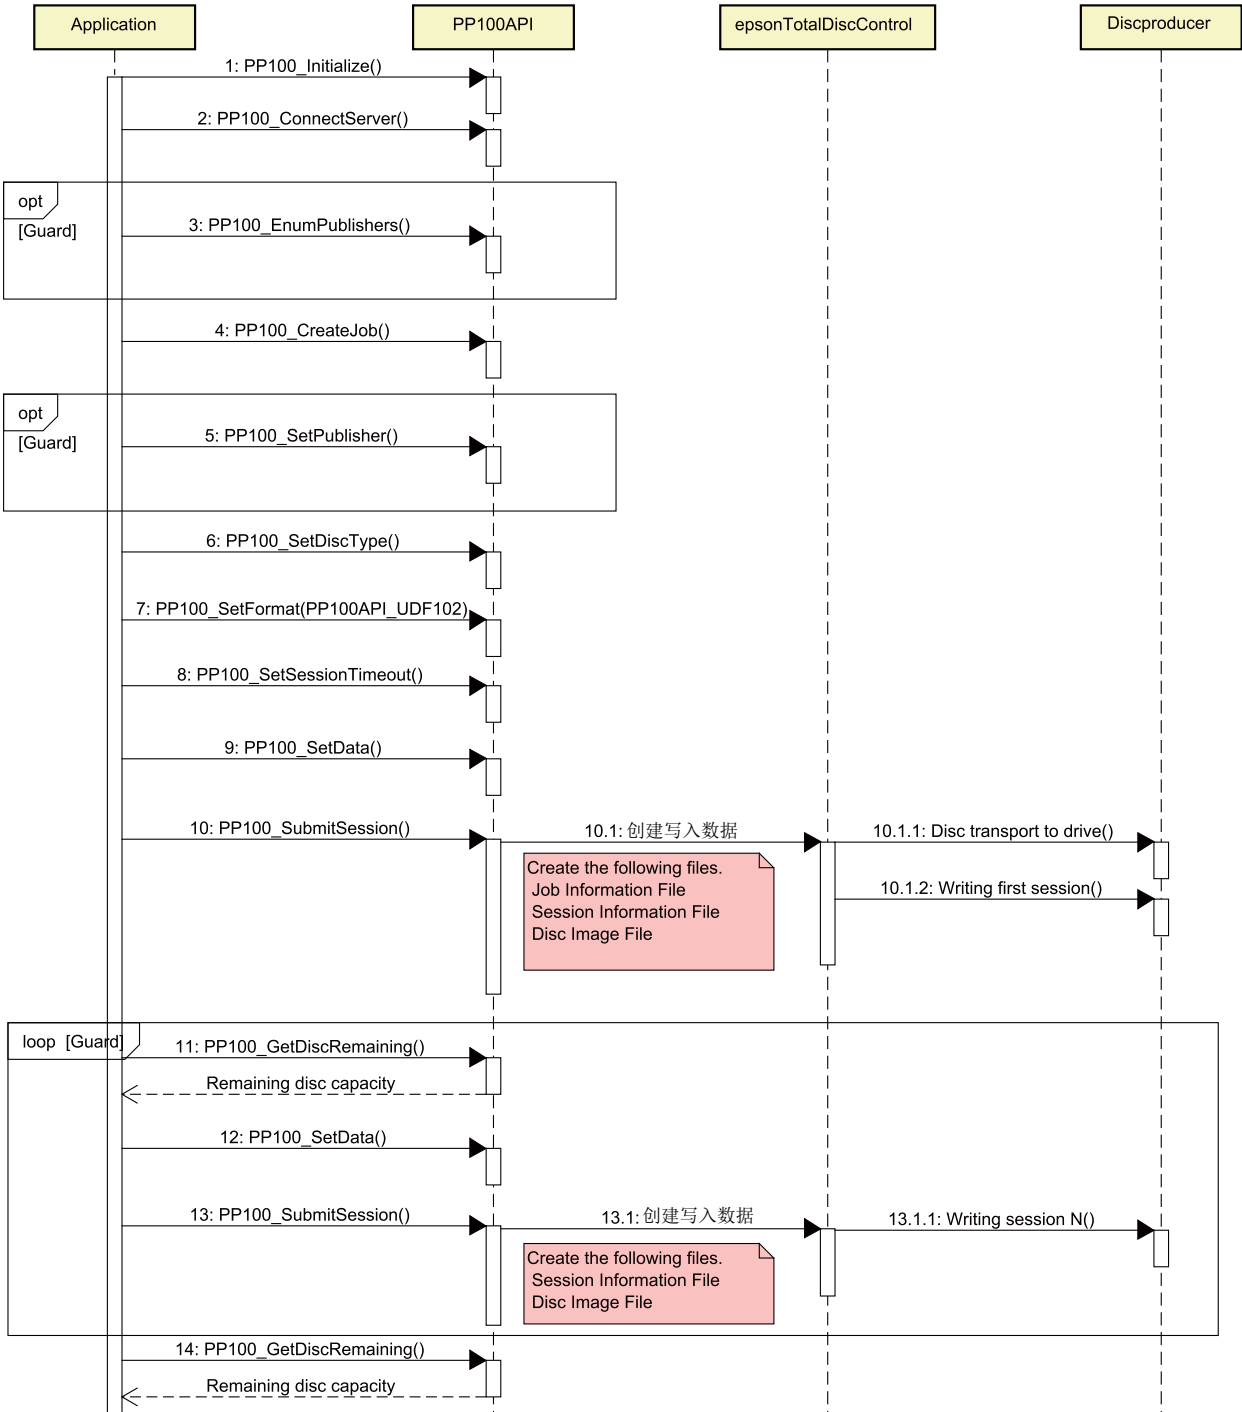 Application
PP100API
epsonTotalDiscControl
Discproducer
1: PP100_Initialize()
2: PP100_ConnectServer()
opt
[Guard]
3: PP100_EnumPublishers()
4: PP100_CreateJob()
opt
[Guard]
5: PP100_SetPublisher()
6: PP100_SetDiscType()
7: PP100_SetFormat(PP100API_UDF102)
8: PP100_SetSessionTimeout()
9: PP100_SetData()
10: PP100_SubmitSession()
10.1: 创建写入数据
10.1.1: Disc transport to drive()
Create the following files.
Job Information File
Session Information File
Disc Image File
10.1.2: Writing first session()
loop [Guard]
11: PP100_GetDiscRemaining()
Remaining disc capacity
12: PP100_SetData()
13: PP100_SubmitSession()
13.1: 创建写入数据
13.1.1: Writing session N()
Create the following files.
Session Information File
Disc Image File
14: PP100_GetDiscRemaining()
Remaining disc capacity